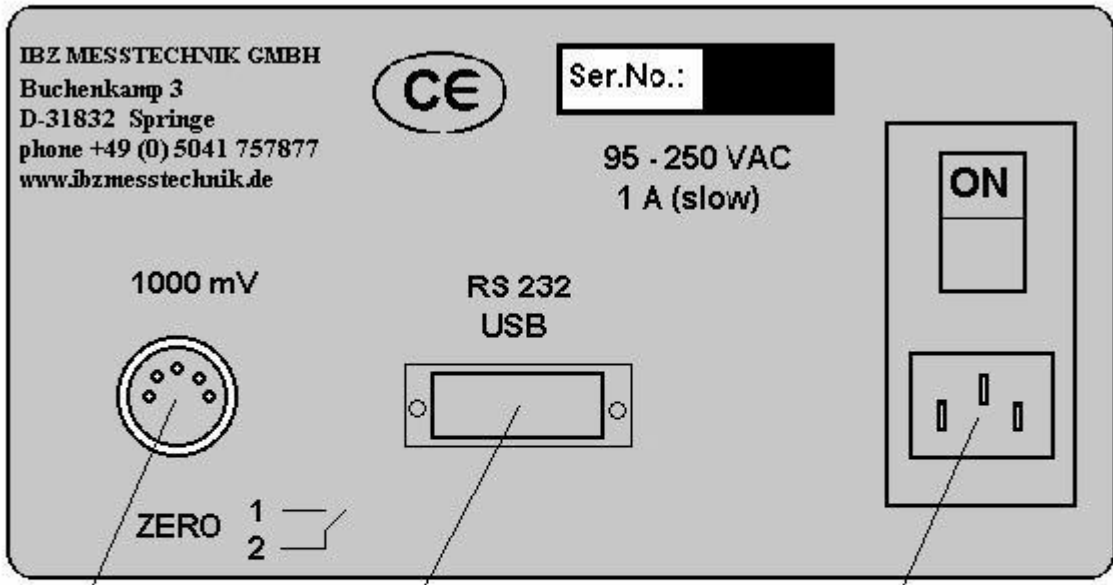 IBZ MESSTECHNIK GMBH
Buchenkamp 3
D-31832 Springe
phone +49 (0) 5041 757877
www.ibzmesstechnik.de
CE
Ser.No.:
95 - 250 VAC
1 A (slow)
ON
1000 mV
RS 232
USB
ZERO 1
2